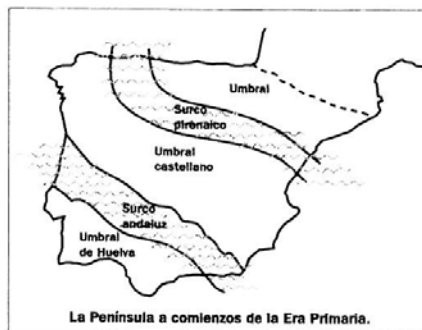 Umbral
Surco
pirenaico
Umbral
castellano
Surco
andaluz
Umbral
de Huelva
La Península a comienzos de la Era Primaria.